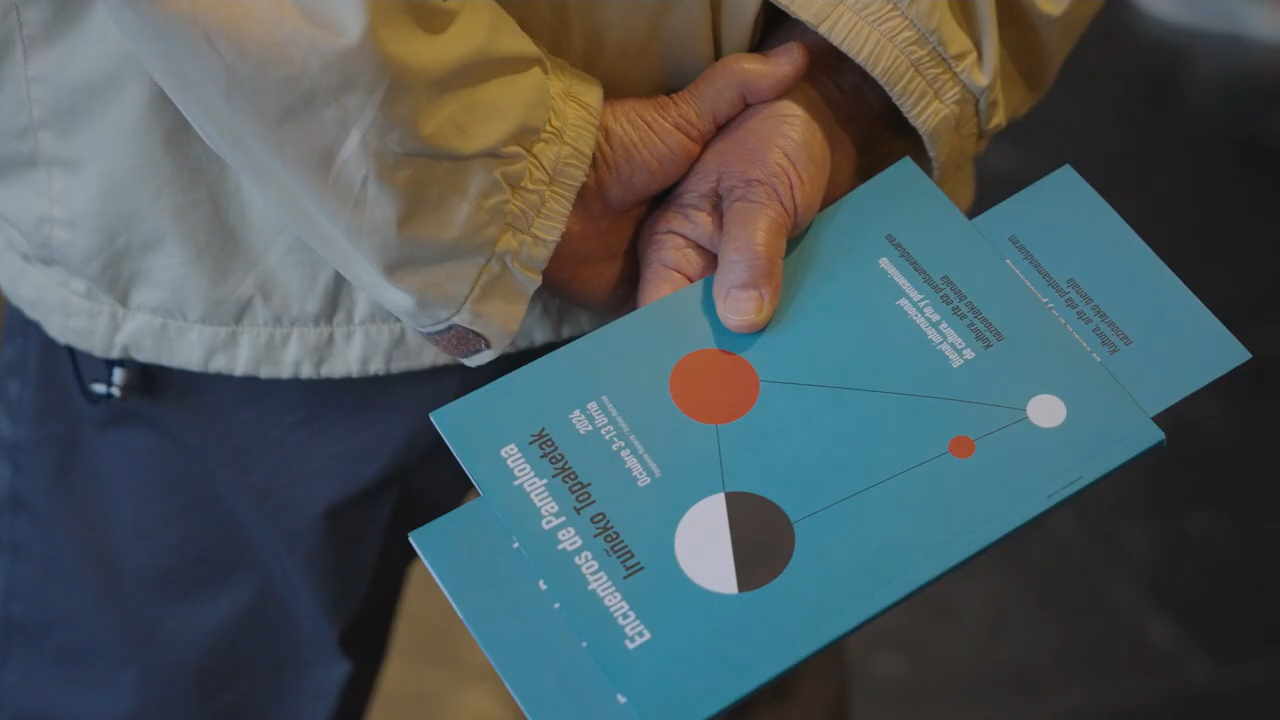 Encuentros de Pamplona
Iruñeko Topaketak
Octubre 3-13 Urria
2024
Bienal internacional
de cultura, arte y pensamiento
Kultura, arte eta pentsamenduaren
nazioarteko bienala
Kultura, arte eta pentsamenduaren
nazioarteko bienala